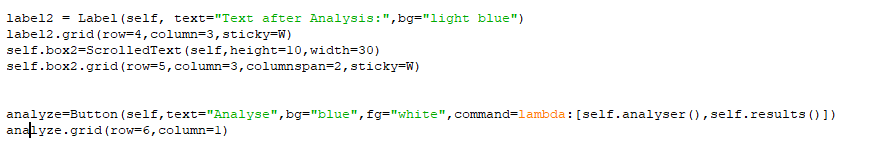 label2 = Label(self, text="Text after Analysis:",bg="light blue")
label2.grid(row=4,column=3,sticky=W)
self.box2=ScrolledText(self,height=10,width=30)
self.box2.grid(row=5,column=3,columnspan=2,sticky=W)
analyze=Button(self,text="Analyse",bg="blue",fg="white",command=lambda:[self.analyser(),self.results()])
analyze.grid(row=6,column=1)